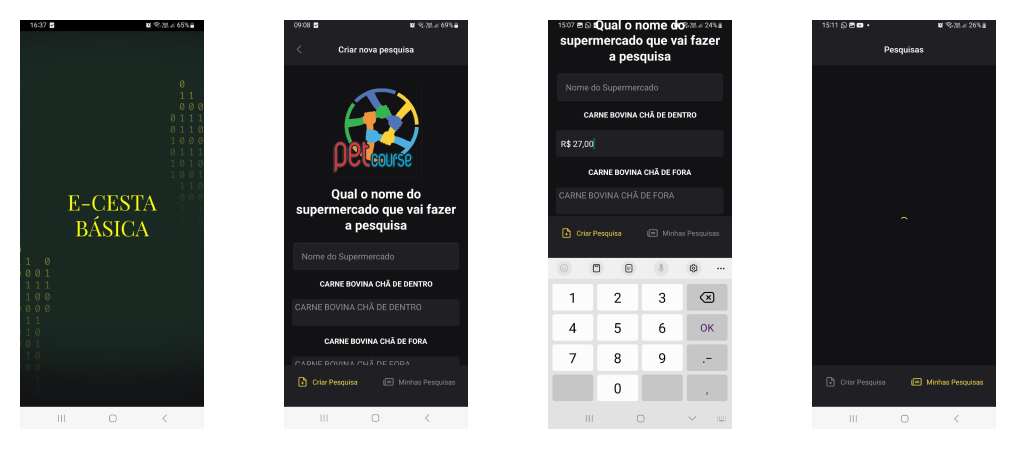 16:37
65%
0
1 1
0 0 0
0 1 1 1
0 1 1 0
1 0 0 0
0 1 1 1
1 0 1 0
1 0 0 1
1 1 0
0 0
E-CESTA
BÁSICA
1 0
0 0 0 1
0 1 1 1
1 1 0 0
0 0 0 0
1 1
1 0
0 1
1 0
0 0
09:08
69%
Criar nova pesquisa
petcourse
Qual o nome do
supermercado que vai fazer
a pesquisa
Nome do Supermercado
CARNE BOVINA CHÃ DE DENTRO
CARNE BOVINA CHÃ DE DENTRO
CARNE BOVINA CHÃ DE FORA
CARNE BOVINA CHÃ DE FORA
Criar Pesquisa
Minhas Pesquisas
15:07
24%
Qual o nome do
supermercado que vai fazer
a pesquisa
Nome do Supermercado
CARNE BOVINA CHÃ DE DENTRO
R$ 27,00
CARNE BOVINA CHÃ DE FORA
CARNE BOVINA CHÃ DE FORA
Criar Pesquisa
Minhas Pesquisas
1 2 3
4 5 6 OK
7 8 9 .-
0 ,
15:11
26%
Pesquisas
Criar Pesquisa
Minhas Pesquisas